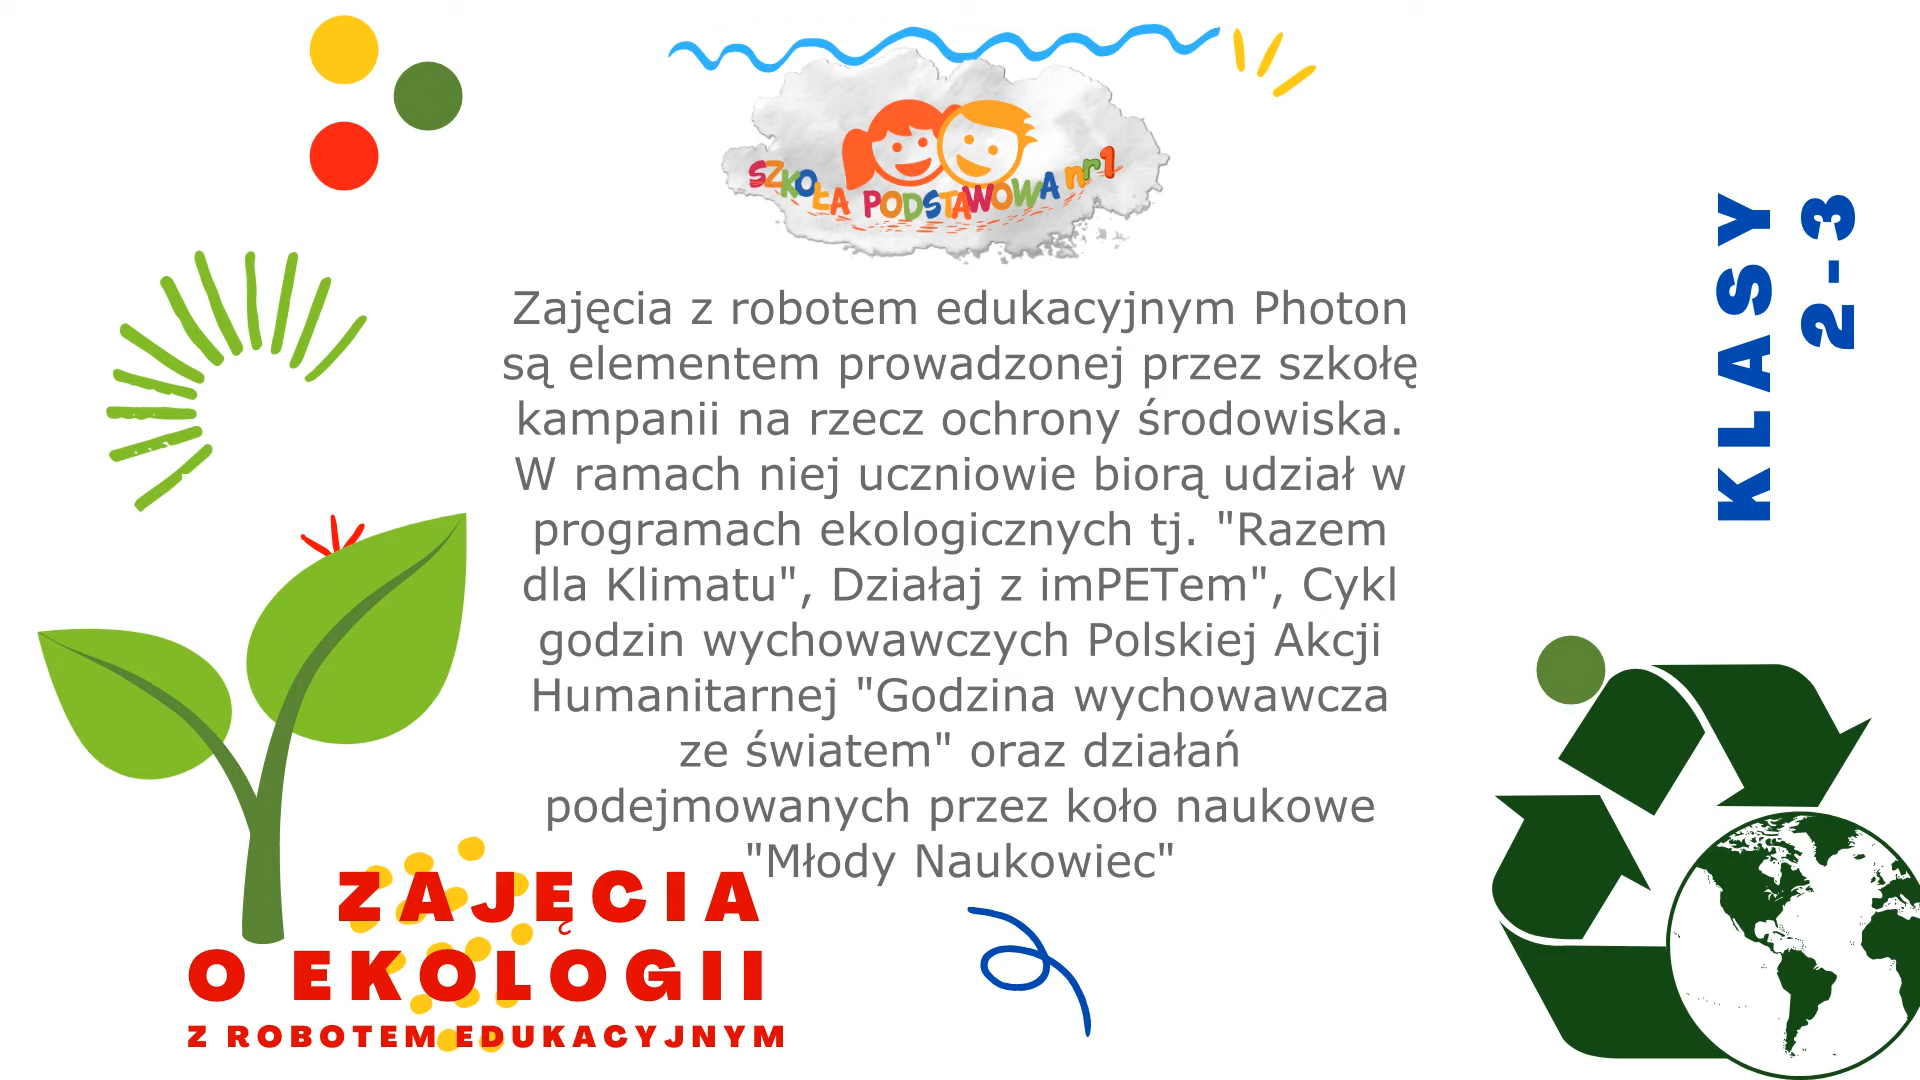 SZKOŁA PODSTAWOWA nr 1
Zajęcia z robotem edukacyjnym Photon
są elementem prowadzonej przez szkołę
kampanii na rzecz ochrony środowiska.
W ramach niej uczniowie biorą udział w
programach ekologicznych tj. "Razem
dla Klimatu", Działaj z imPETem", Cykl
godzin wychowawczych Polskiej Akcji
Humanitarnej "Godzina wychowawcza
ze światem" oraz działań
podejmowanych przez koło naukowe
"Młody Naukowiec"
KLASY
2-3
ZAJĘCIA
O EKOLOGII
Z ROBOTEM EDUKACYJNYM